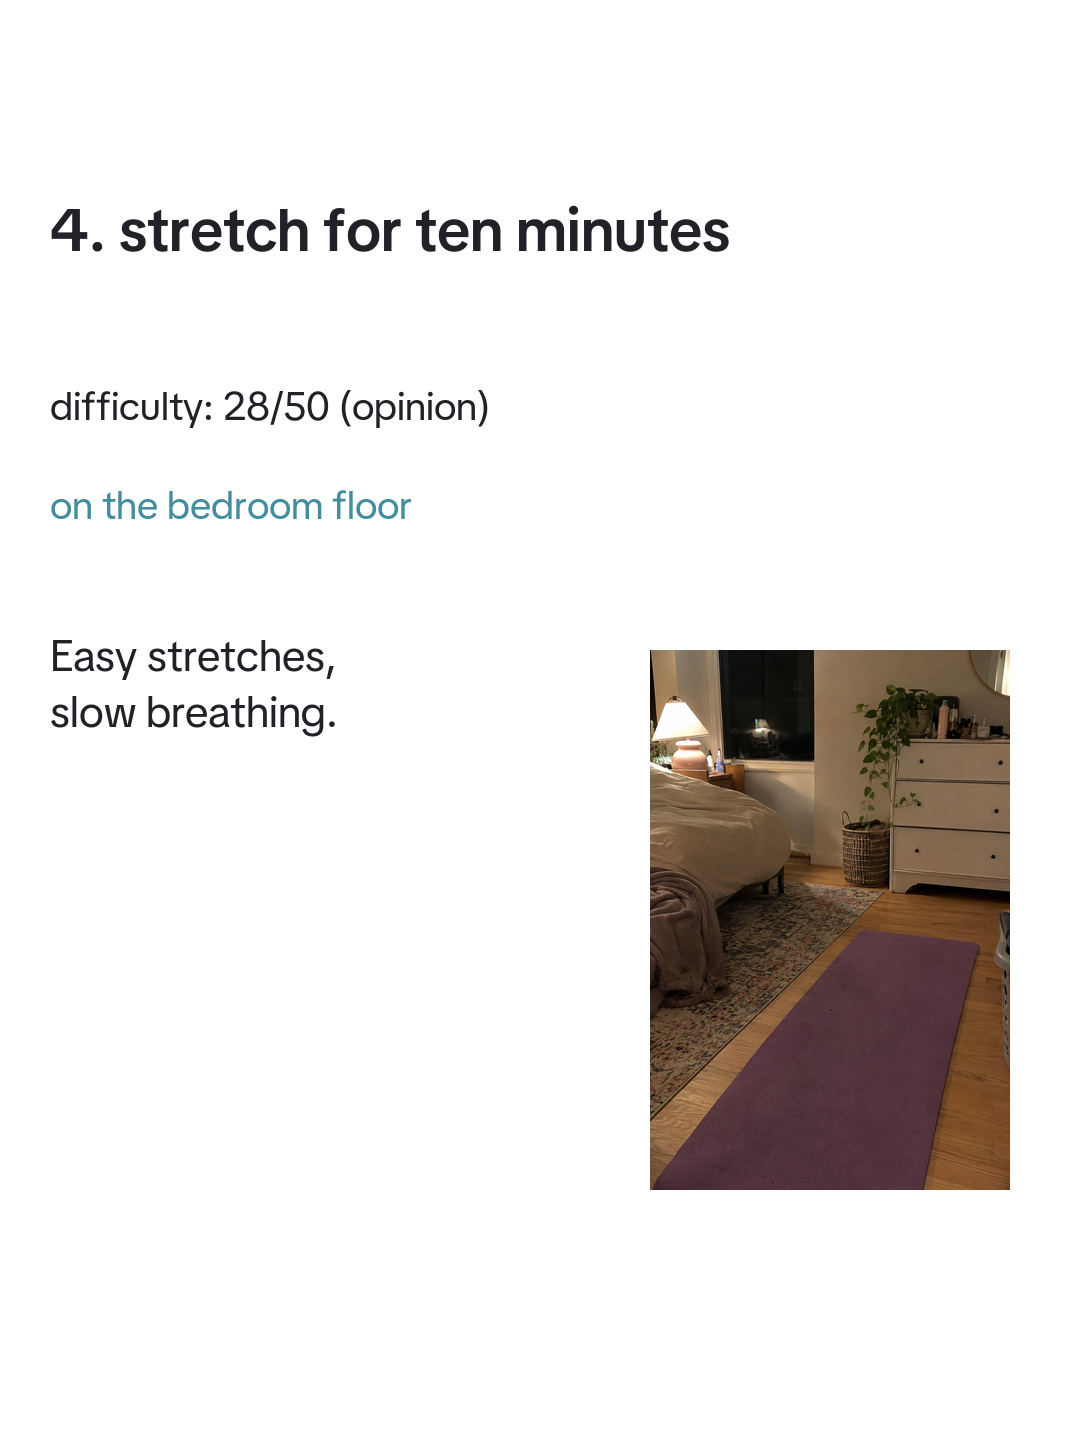 4. stretch for ten minutes
difficulty: 28/50 (opinion)
on the bedroom floor
Easy stretches,
slow breathing.